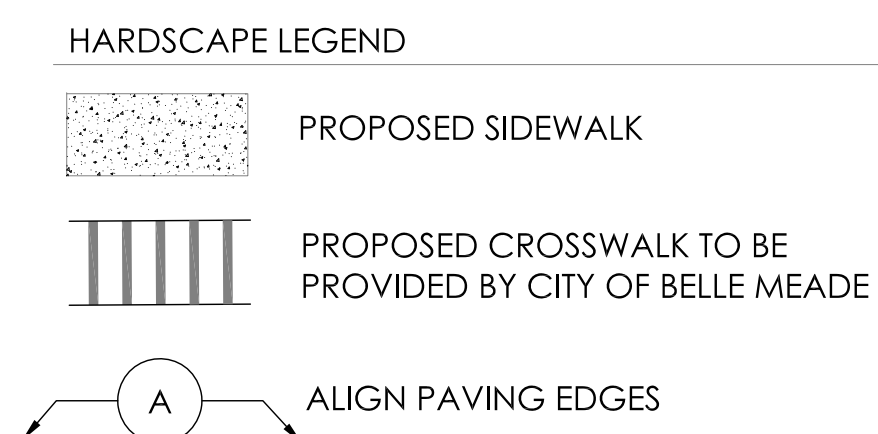 HARDSCAPE LEGEND
PROPOSED SIDEWALK
PROPOSED CROSSWALK TO BE
PROVIDED BY CITY OF BELLE MEADE
A ALIGN PAVING EDGES